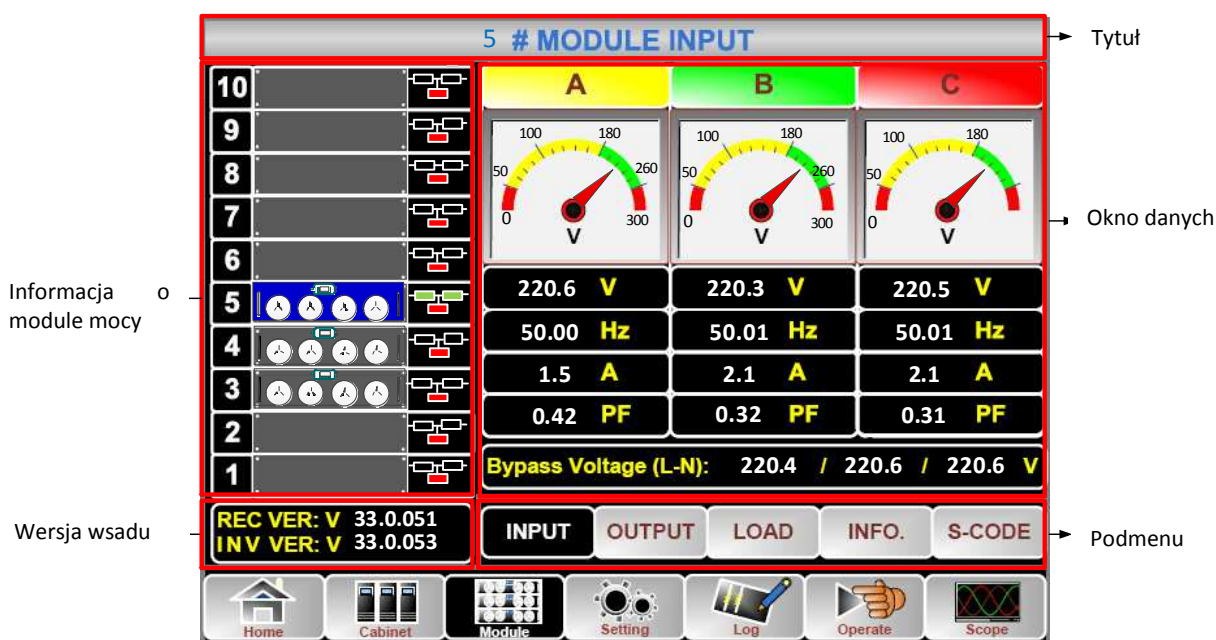 5 # MODULE INPUT
Tytuł
10
9
8
7
6
5
4
3
2
1
Informacja o
module mocy
A B C
0 50 100 180 260 300
V
0 50 100 180 260 300
V
0 50 100 180
V
Okno danych
220.6 V 220.3 V 220.5 V
50.00 Hz 50.01 Hz 50.01 Hz
1.5 A 2.1 A 2.1 A
0.42 PF 0.32 PF 0.31 PF
Bypass Voltage (L-N): 220.4 / 220.6 / 220.6 V
Wersja wsadu
REC VER: V 33.0.051
INV VER: V 33.0.053
INPUT OUTPUT LOAD INFO. S-CODE
Podmenu
Home Cabinet Module Setting Log Operate Scope